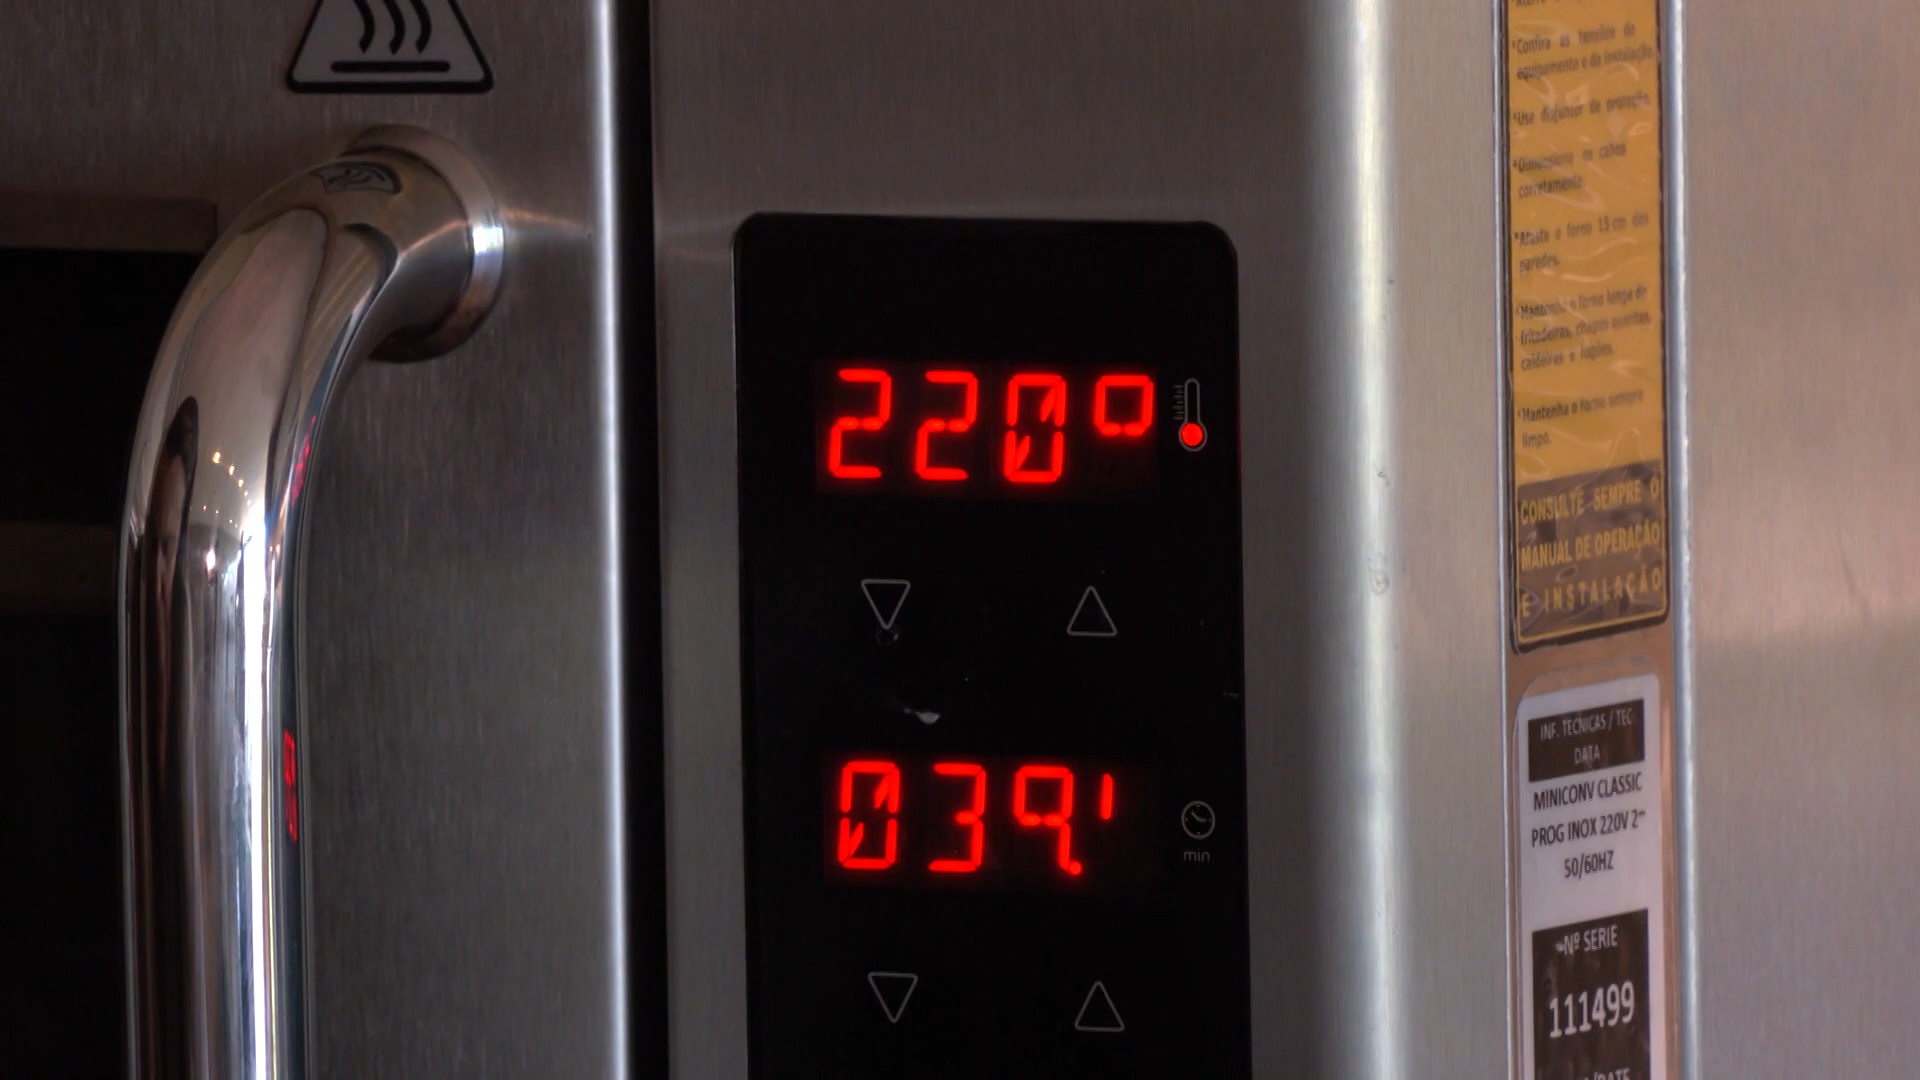 220°
039.'
min.
*Confira as tensões do
equipamento e da instalação.
*Use disjuntor de proteção.
*Dimensione os cabos
corretamente.
*Afaste o forno 15 cm das
paredes.
*Mantenha o forno longe de
fritadeiras, chapas quentes,
caldeiras e fogões.
*Mantenha o forno sempre
limpo.
CONSULTE SEMPRE O
MANUAL DE OPERAÇÃO
E INSTALAÇÃO
INF. TECNICAS / TEC
DATA
MINICONV CLASSIC
PROG INOX 220V 2~
50/60HZ
Nº SERIE
111499